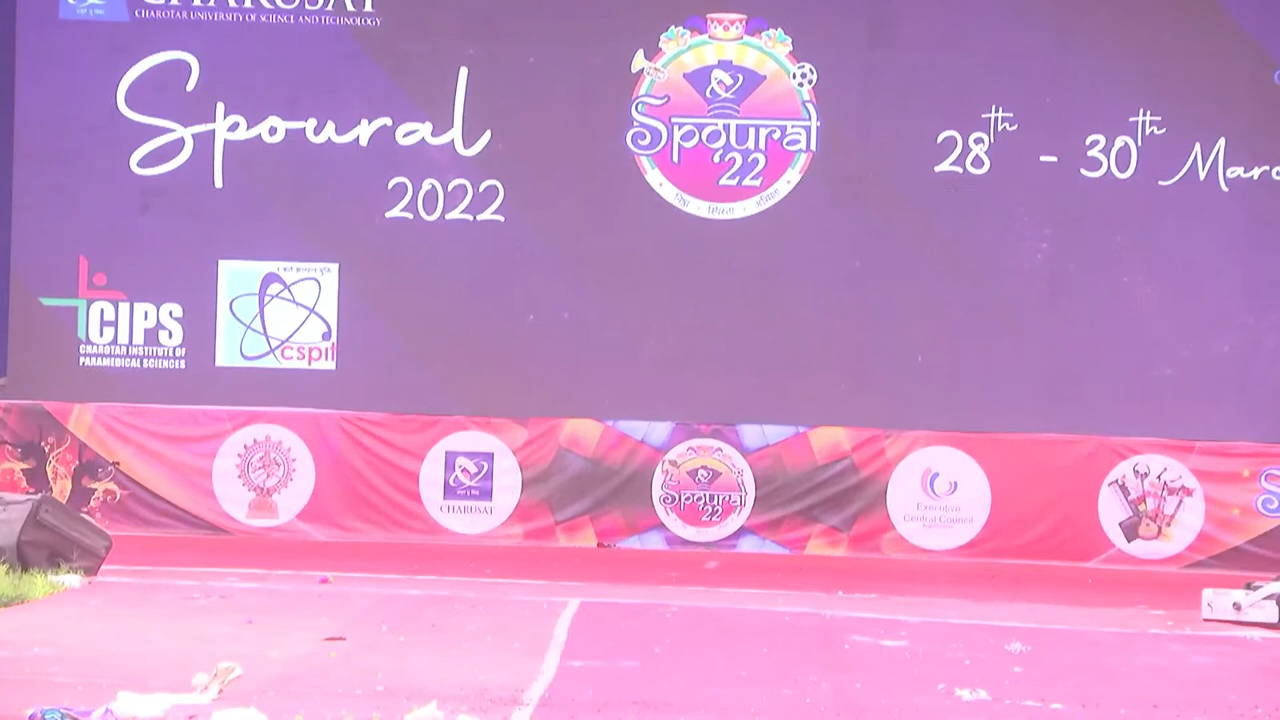 CHARUSAT
CHAROTAR UNIVERSITY OF SCIENCE AND TECHNOLOGY
Spoural
2022
Spoural
'22
28th - 30th
CIPS
CHAROTAR INSTITUTE OF
PARAMEDICAL SCIENCES
cspit
CHARUSAT
Spoural
'22
Executive
Central Council